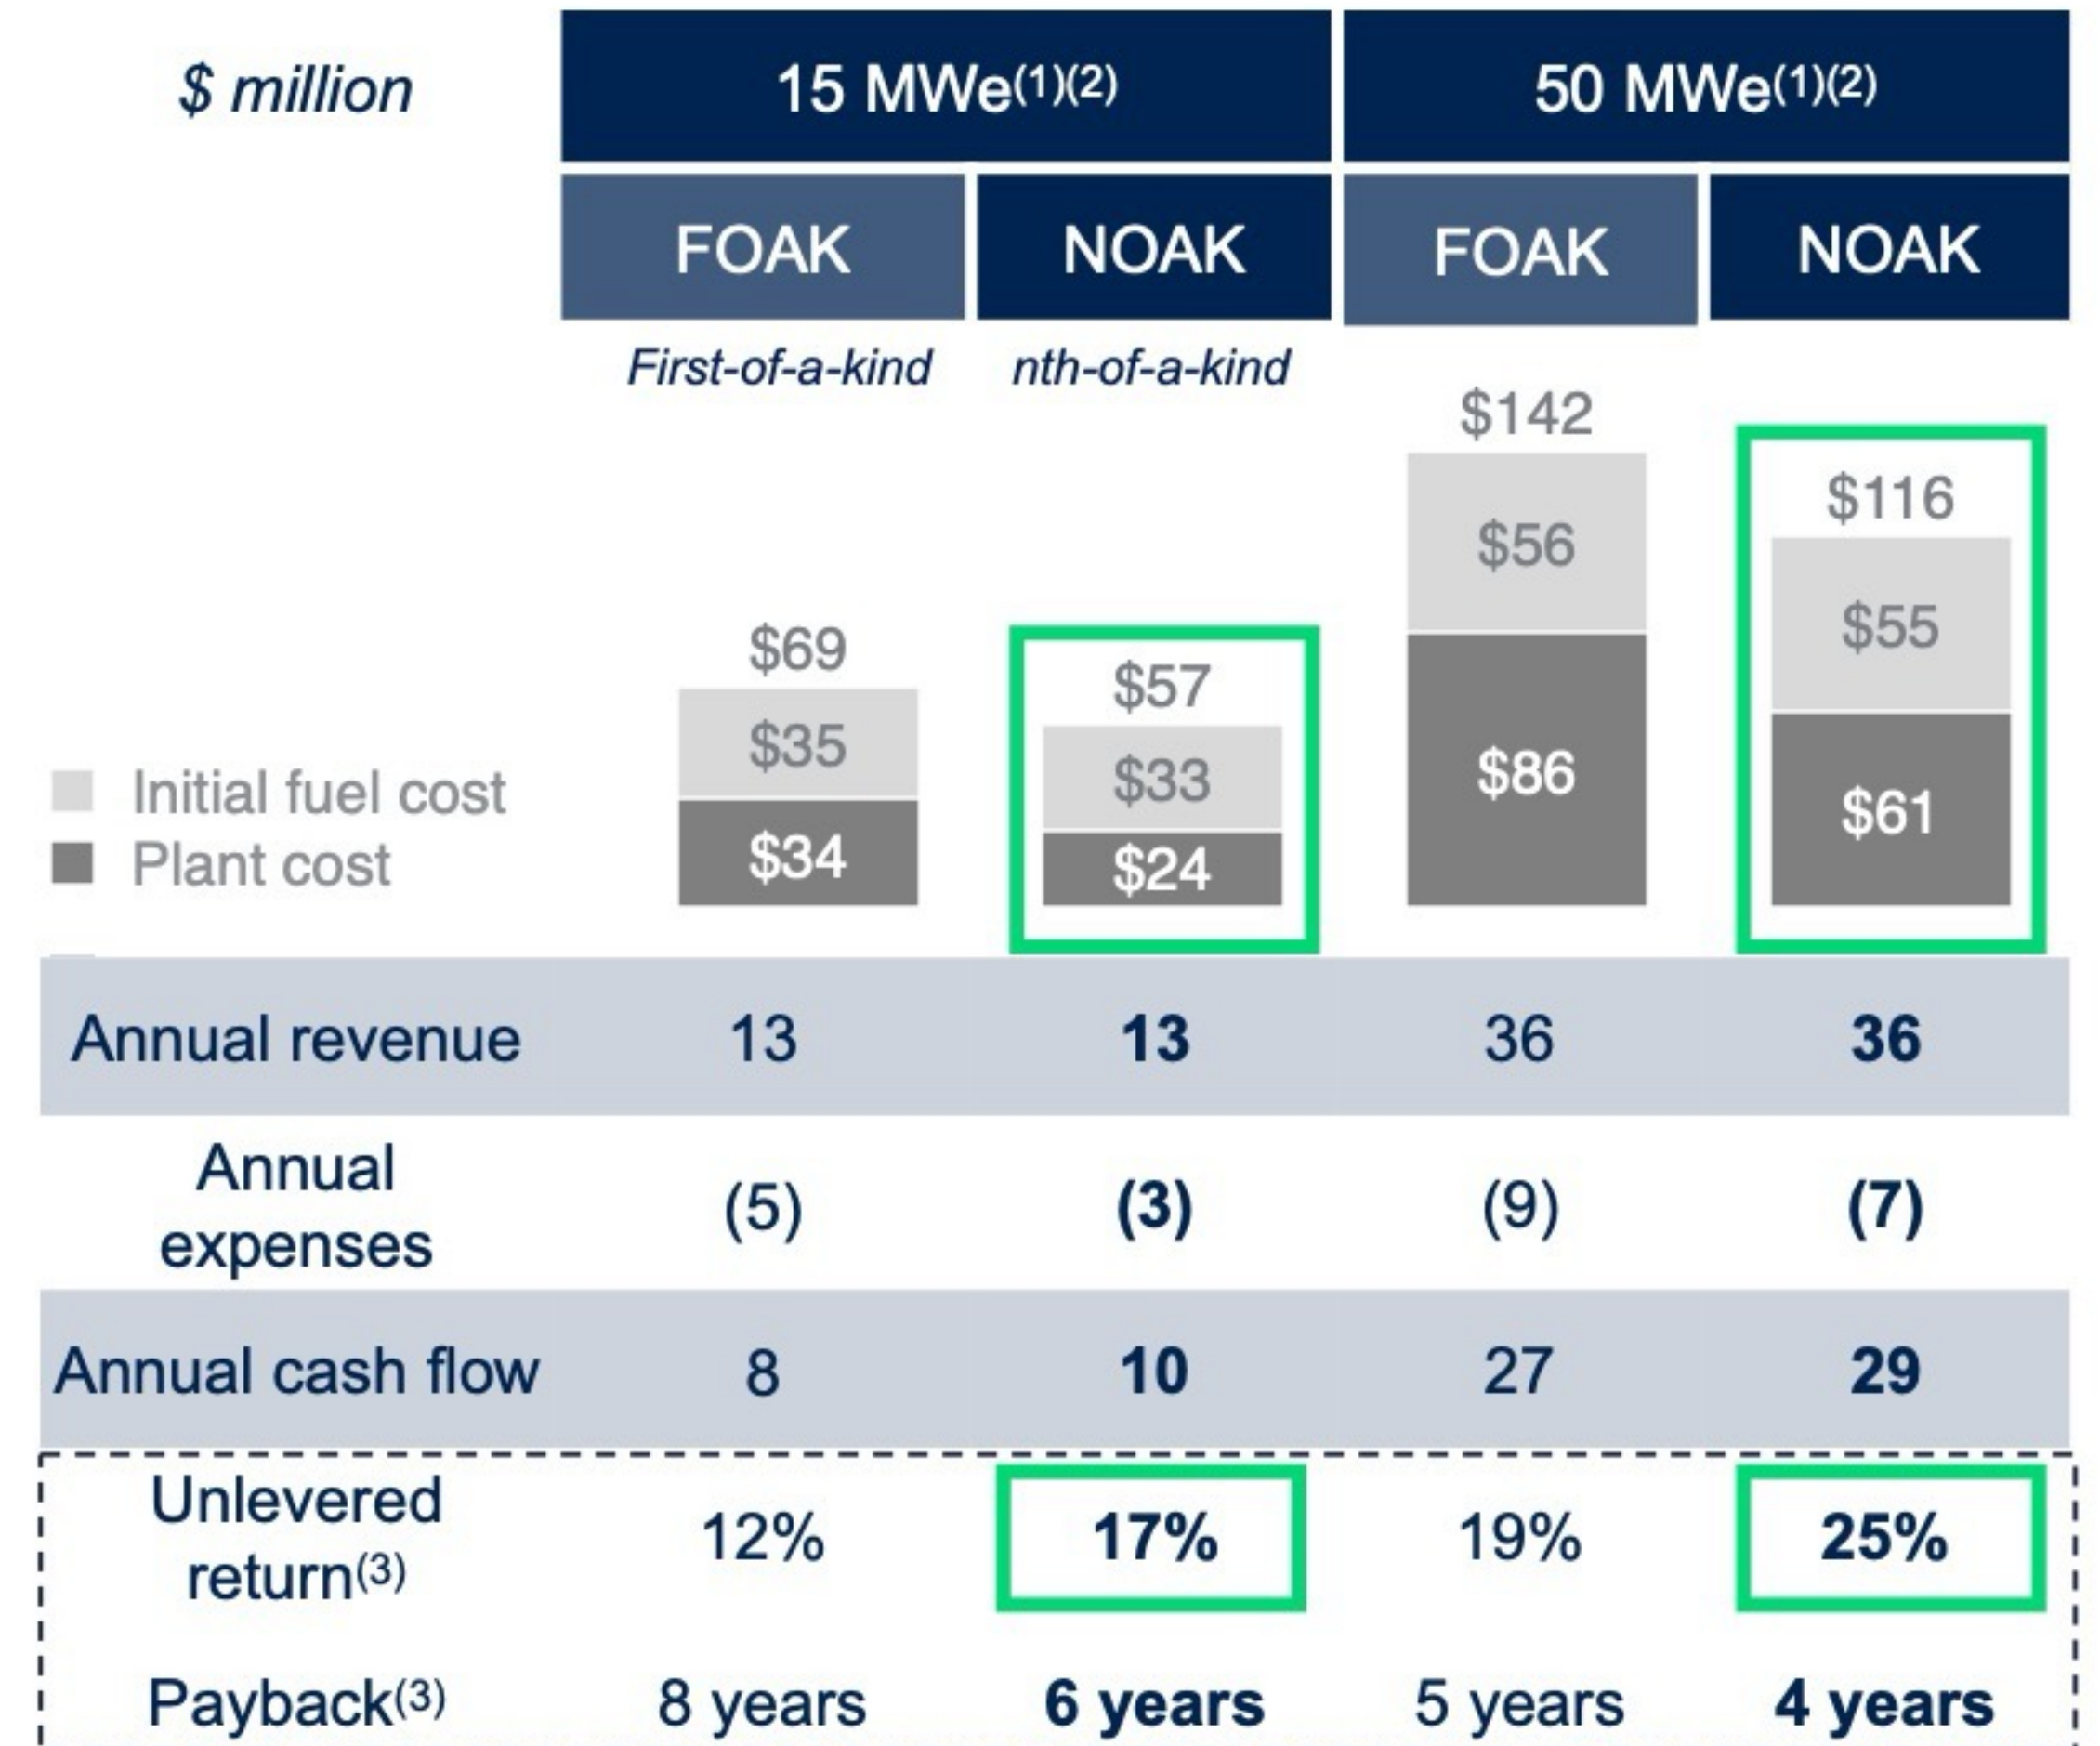 $ million
15 MWe(1)(2)
50 MWe(1)(2)
FOAK
NOAK
FOAK
NOAK
First-of-a-kind
nth-of-a-kind
$142
$56
$86
$116
$55
$61
$69
$35
$34
$57
$33
$24
Initial fuel cost
Plant cost
Annual revenue 13 13 36 36
Annual
expenses
(5) (3) (9) (7)
Annual cash flow 8 10 27 29
Unlevered
return(3)
12% 17% 19% 25%
Payback(3) 8 years 6 years 5 years 4 years